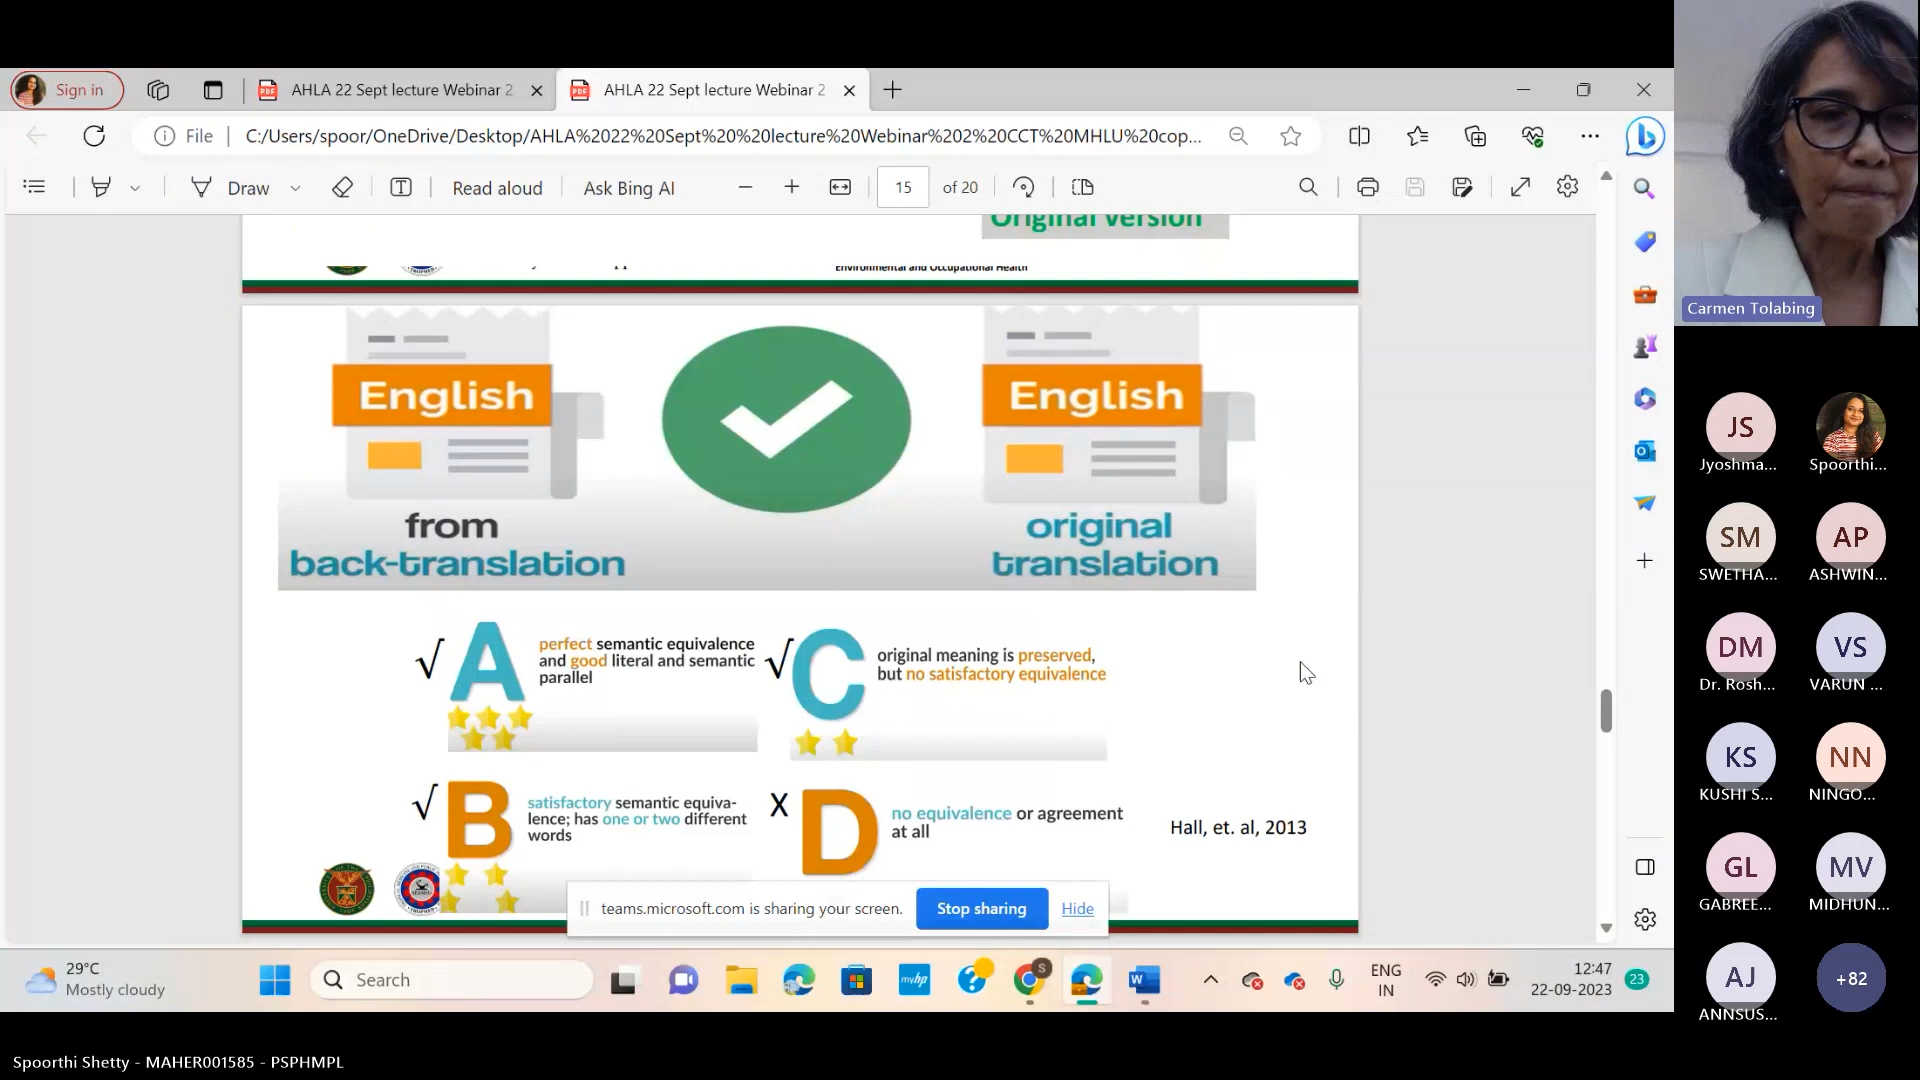 Sign in
AHLA 22 Sept lecture Webinar 2
AHLA 22 Sept lecture Webinar 2
File
C:/Users/spoor/OneDrive/Desktop/AHLA%2022%20Sept%20%20lecture%20Webinar%202%20CCT%20MHLU%20cop...
Draw
Read aloud
Ask Bing AI
15
of 20
Original Version
Environmental and Occupational Health
English
English
from
back-translation
original
translation
√
A
perfect semantic equivalence
and good literal and semantic
parallel
√
C
original meaning is preserved,
but no satisfactory equivalence
√
B
satisfactory semantic equiva-
lence; has one or two different
words
X
D
no equivalence or agreement
at all
Hall, et. al, 2013
teams.microsoft.com is sharing your screen.
Stop sharing
Hide
29°C
Mostly cloudy
Search
myhp
S
ENG
IN
12:47
22-09-2023
23
Carmen Tolabing
JS
Jyoshma...
Spoorthi...
SM
SWETHA...
AP
ASHWIN...
DM
Dr. Rosh...
VS
VARUN ...
KS
KUSHI S...
NN
NINGO...
GL
GABREE...
MV
MIDHUN...
AJ
ANNSUS...
+82
Spoorthi Shetty - MAHER001585 - PSPHMPL